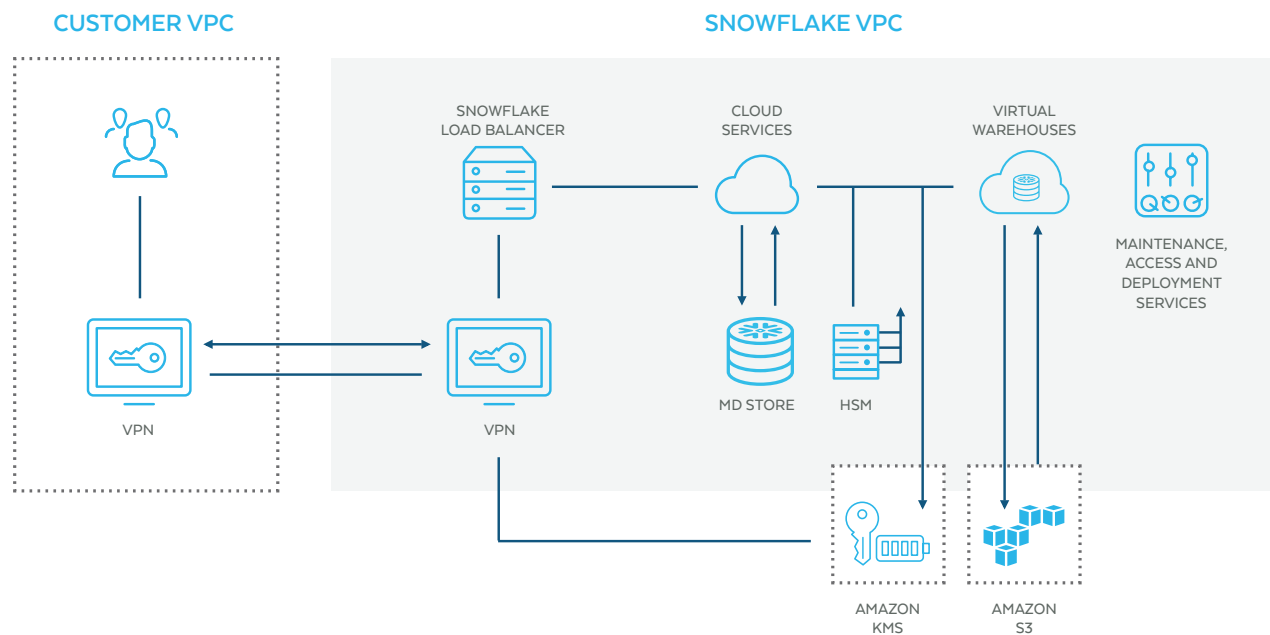 CUSTOMER VPC
SNOWFLAKE VPC
SNOWFLAKE
LOAD BALANCER
CLOUD
SERVICES
VIRTUAL
WAREHOUSES
MAINTENANCE,
ACCESS AND
DEPLOYMENT
SERVICES
MD STORE
HSM
VPN
VPN
AMAZON
KMS
AMAZON
S3